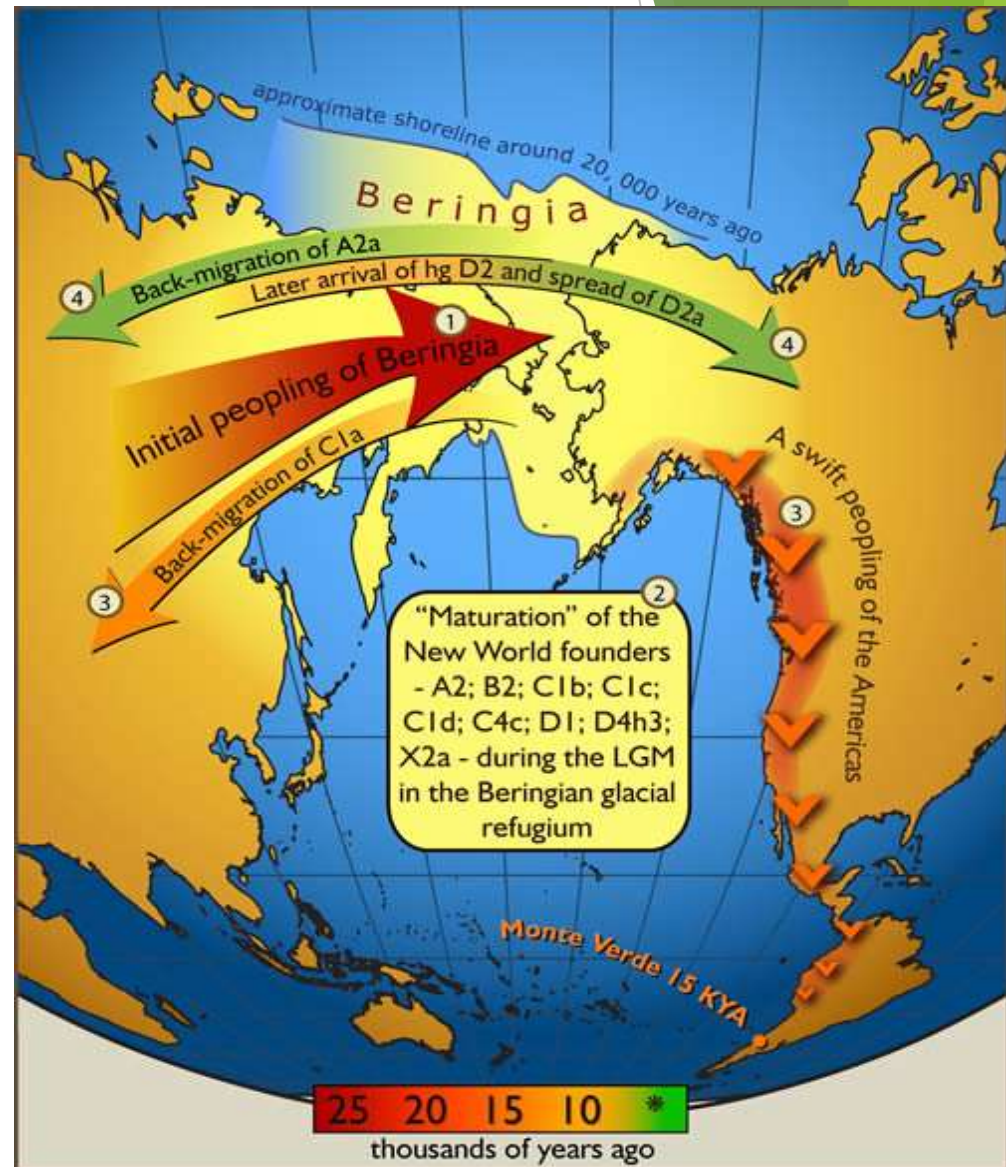 approximate shoreline around 20, 000 years ago
Beringia
Back-migration of A2a
Later arrival of hg D2 and spread of D2a
4
1
4
Initial peopling of Beringia
Back-migration of C1a
3
A swift peopling of the Americas
3
2
“Maturation” of the
New World founders
- A2; B2; C1b; C1c;
C1d; C4c; D1; D4h3;
X2a - during the LGM
in the Beringian glacial
refugium
Monte Verde 15 KYA
25 20 15 10 *
thousands of years ago